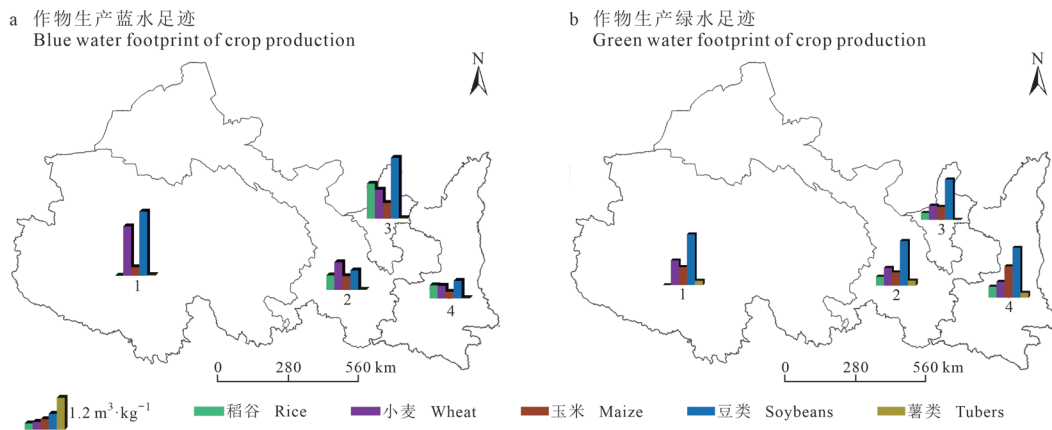 a 作物生产蓝水足迹
Blue water footprint of crop production
b 作物生产绿水足迹
Green water footprint of crop production
N
N
3
1
2
4
3
1
2
4
0 280 560 km
0 280 560 km
1.2 m³·kg⁻¹
稻谷 Rice
小麦 Wheat
玉米 Maize
豆类 Soybeans
薯类 Tubers